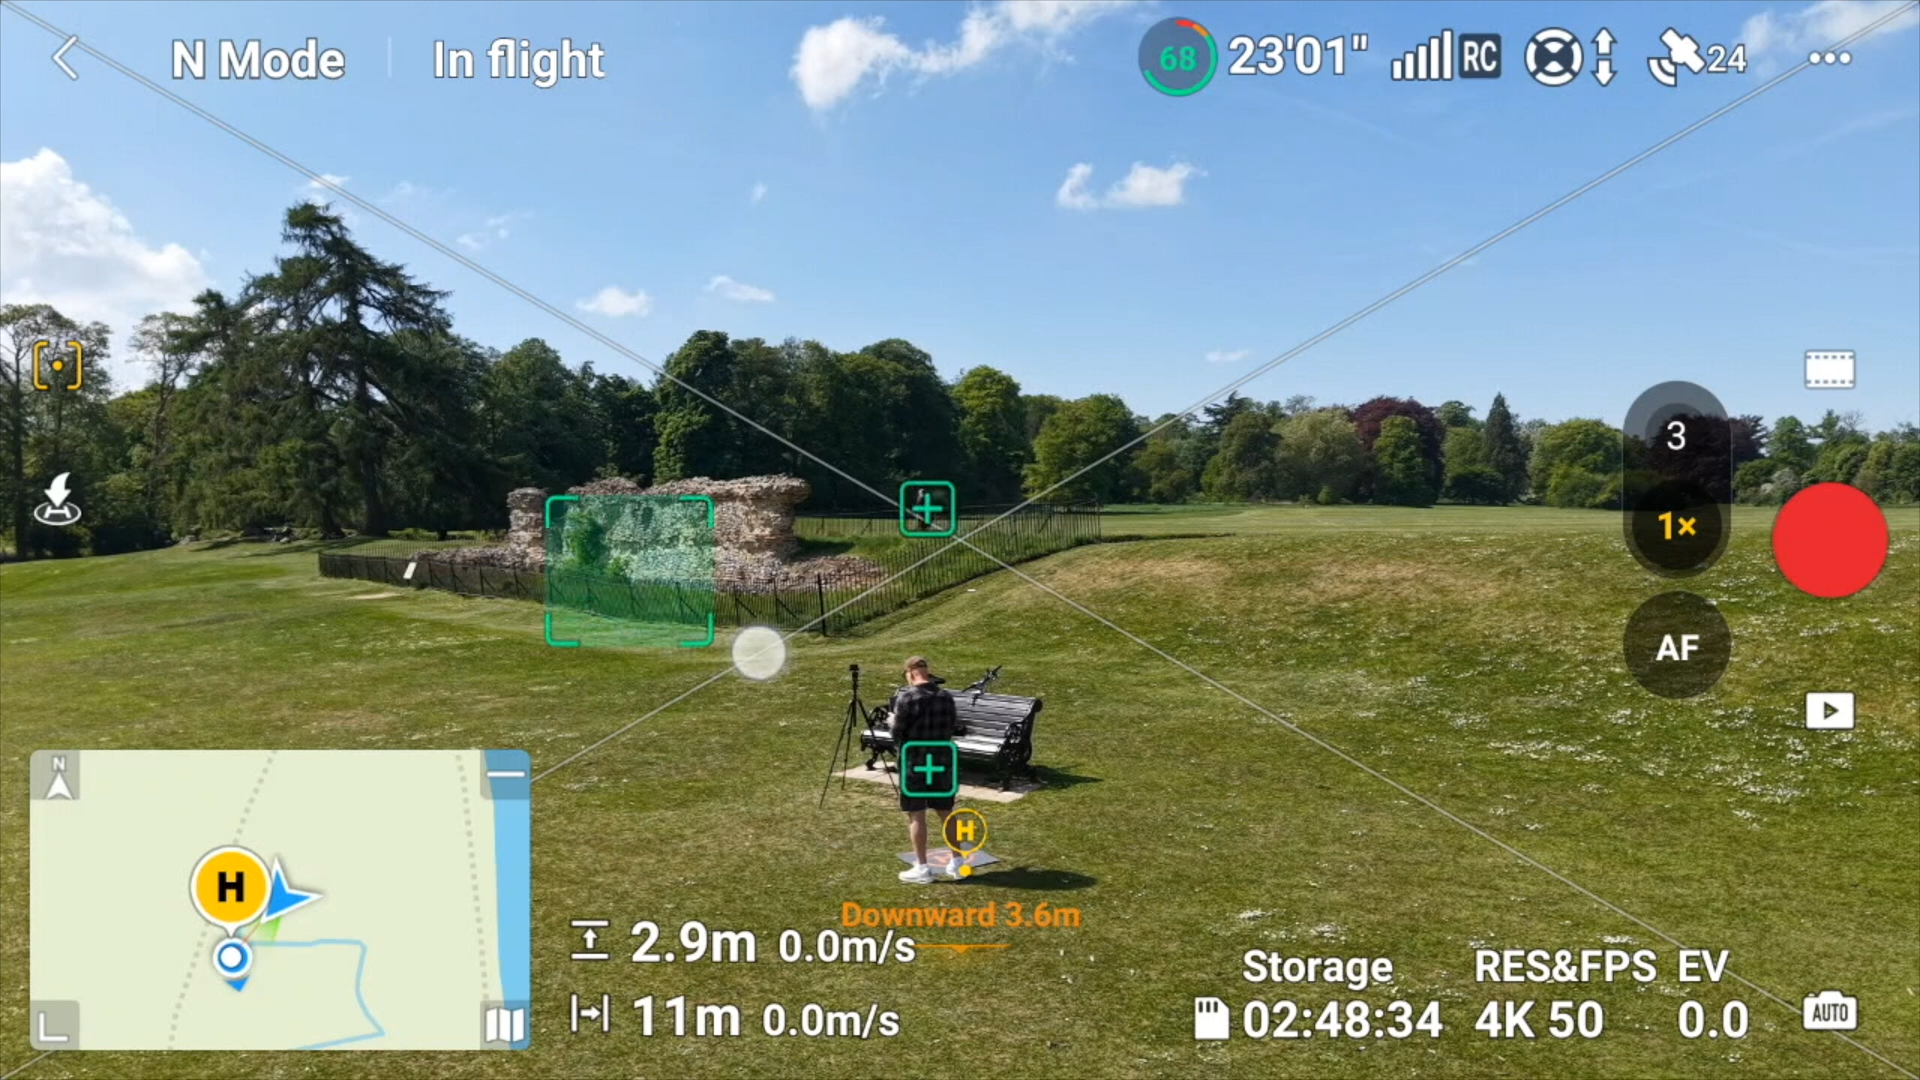 N Mode
In flight
68
23'01"
RC
24
3
1×
AF
N
H
H
Downward 3.6m
2.9m 0.0m/s
11m 0.0m/s
Storage
02:48:34
RES&FPS
4K 50
EV
0.0
AUTO